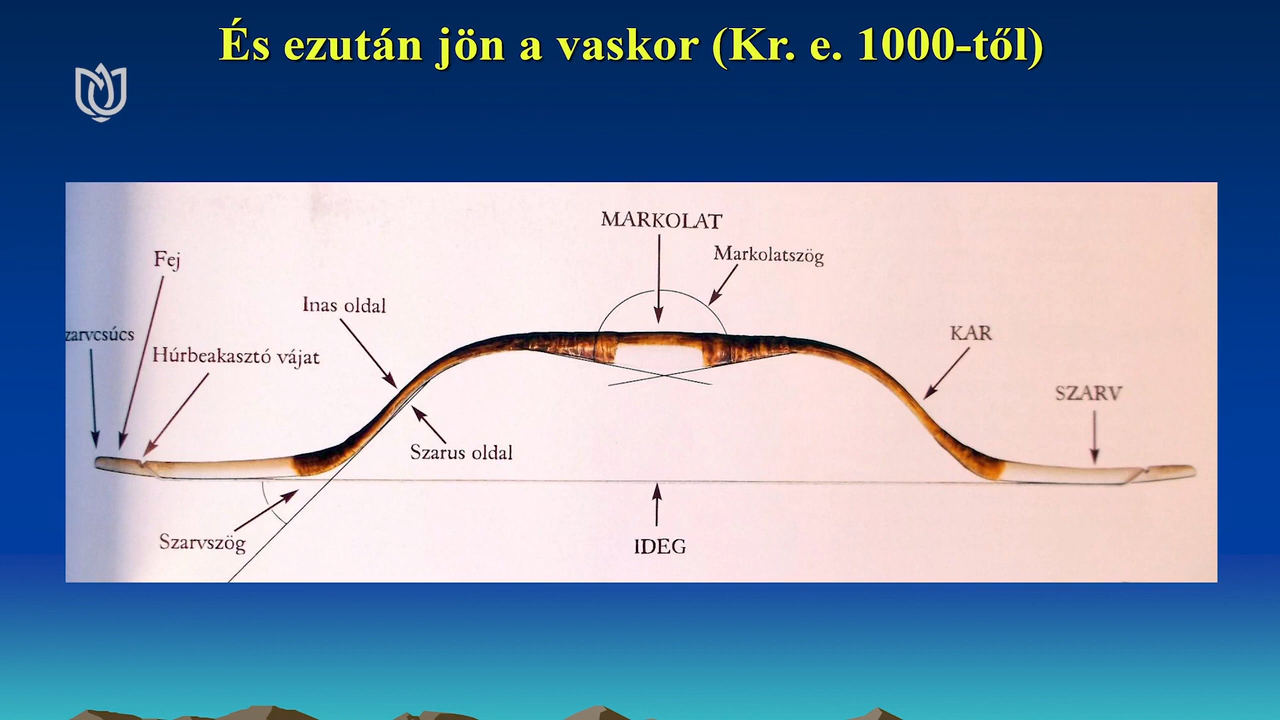 És ezután jön a vaskor (Kr. e. 1000-től)
MARKOLAT
Markolatszög
Fej
Inas oldal
zarvcsúcs
Húrbeakasztó vájat
KAR
SZARV
Szarus oldal
Szarvszög
IDEG